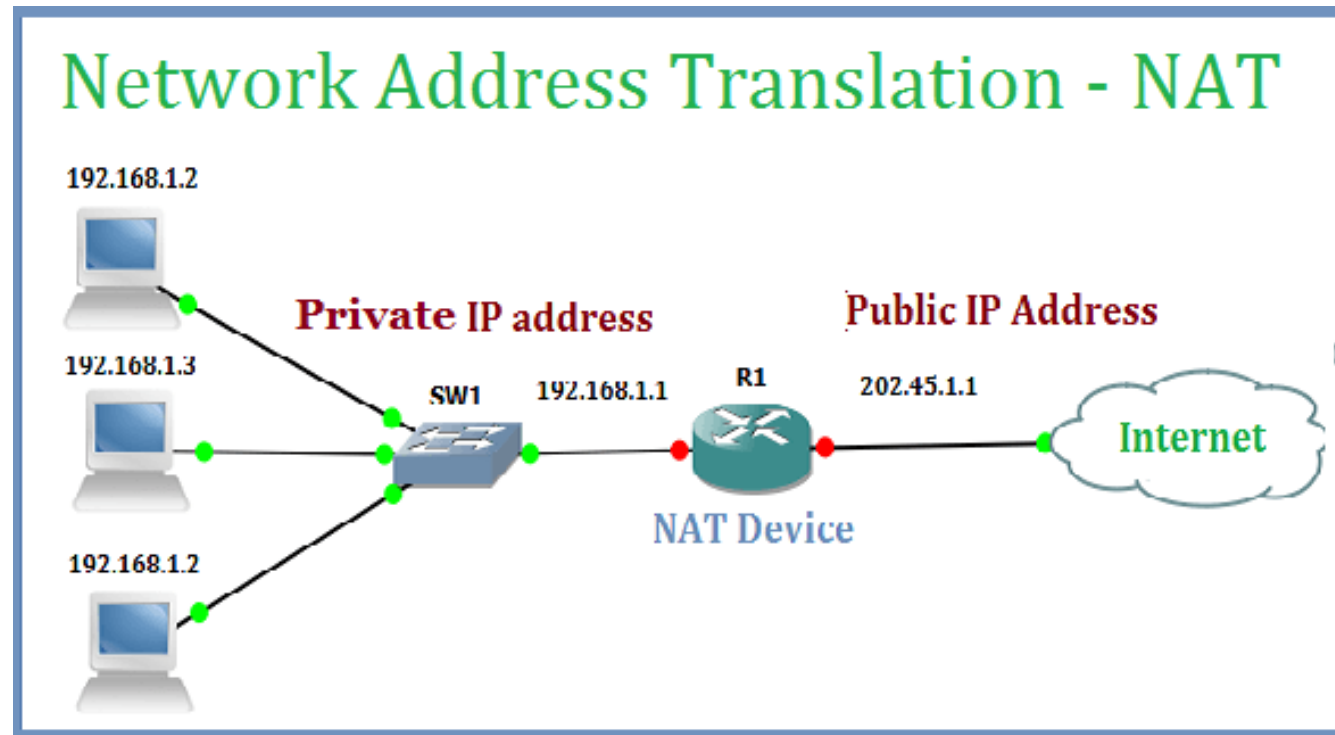 Network Address Translation - NAT
192.168.1.2
Private IP address
Public IP Address
192.168.1.3
SW1
192.168.1.1
R1
202.45.1.1
Internet
NAT Device
192.168.1.2